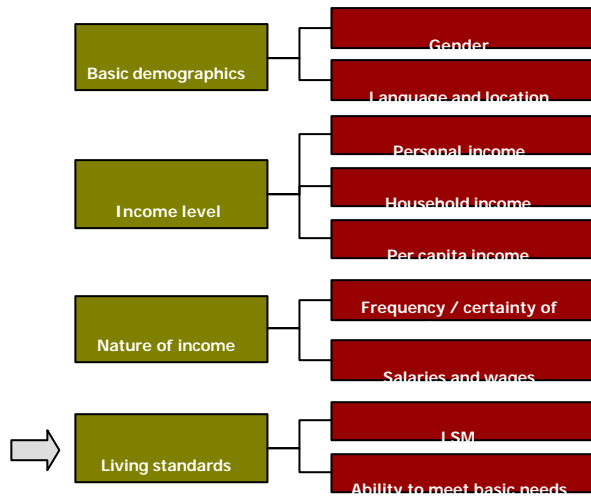 Basic demographics
Gender
Language and location
Income level
Personal income
Household income
Per capita income
Nature of income
Frequency / certainty of
Salaries and wages
Living standards
LSM
Ability to meet basic needs